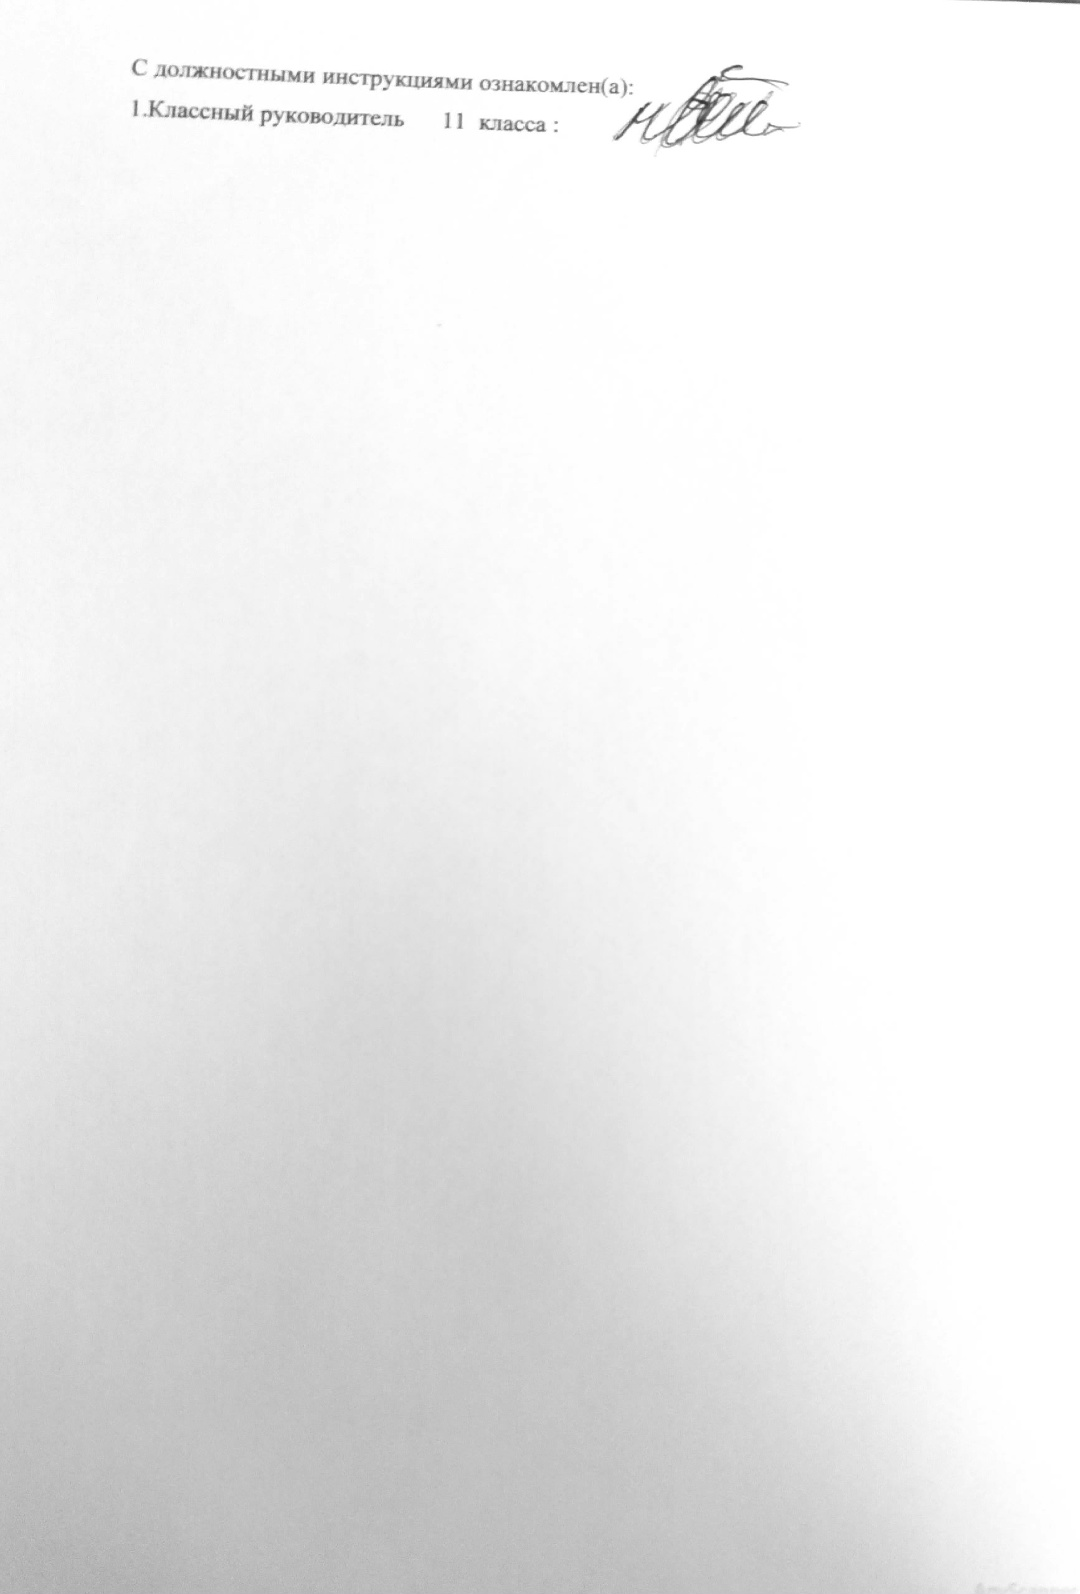 С должностными инструкциями ознакомлен(а):
1.Классный руководитель 11 класса :